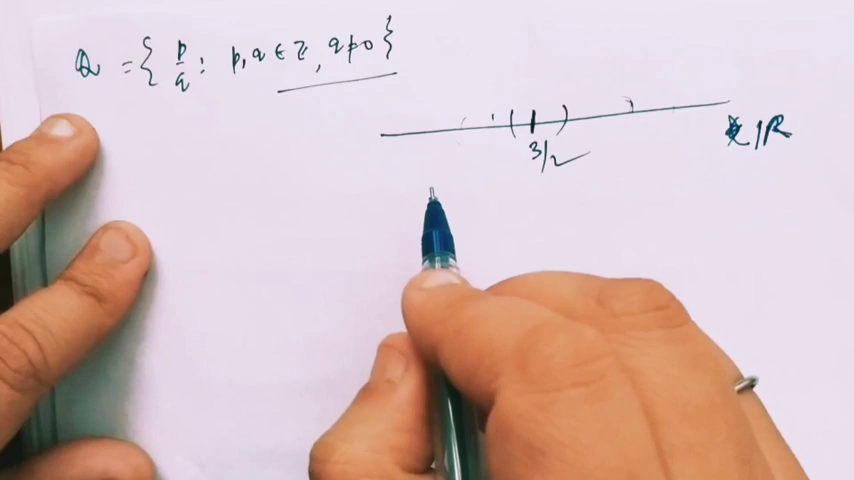 Q = { p/q : p, q ∈ Z, q ≠ 0 }
( )
3/2
ℝ